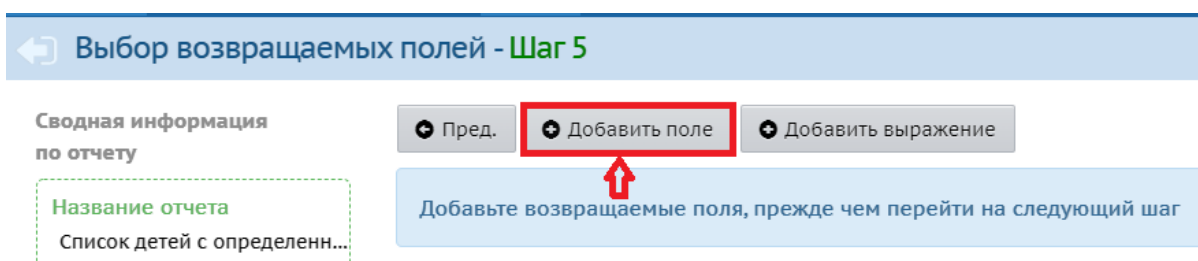 Выбор возвращаемых полей - Шаг 5
Сводная информация
по отчету
Пред.
Добавить поле
Добавить выражение
Название отчета
Список детей с определенн...
Добавьте возвращаемые поля, прежде чем перейти на следующий шаг